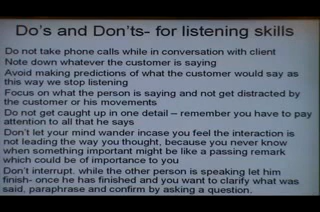 Do's and Don'ts- for listening skills
Do not take phone calls while in conversation with client
Note down whatever the customer is saying
Avoid making predictions of what the customer would say as
this way we stop listening
Focus on what the person is saying and not get distracted by
the customer or his movements
Do not get caught up in one detail – remember you have to pay
attention to all that he says
Don't let your mind wander incase you feel the interaction is
not leading the way you thought, because you never know
when something important might be like a passing remark
which could be of importance to you
Don't interrupt. while the other person is speaking let him
finish- once he has finished and you want to clarify what was
said, paraphrase and confirm by asking a question.